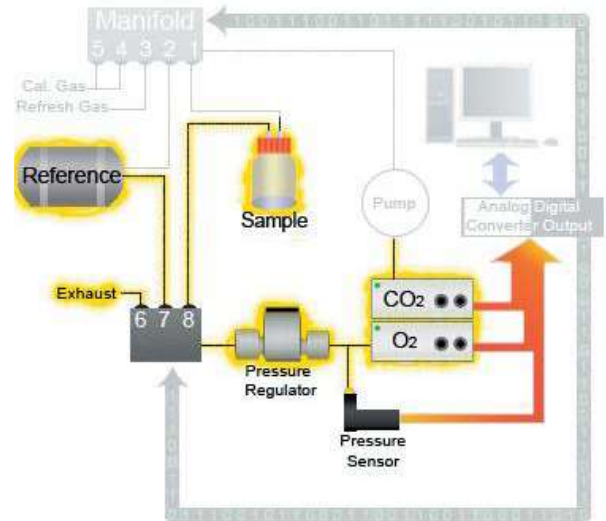 Manifold
5 4 3 2 1
Cal. Gas
Refresh Gas
Reference
Sample
Pump
Analog Digital
Converter Output
Exhaust
6 7 8
CO2
O2
Pressure
Regulator
Pressure
Sensor